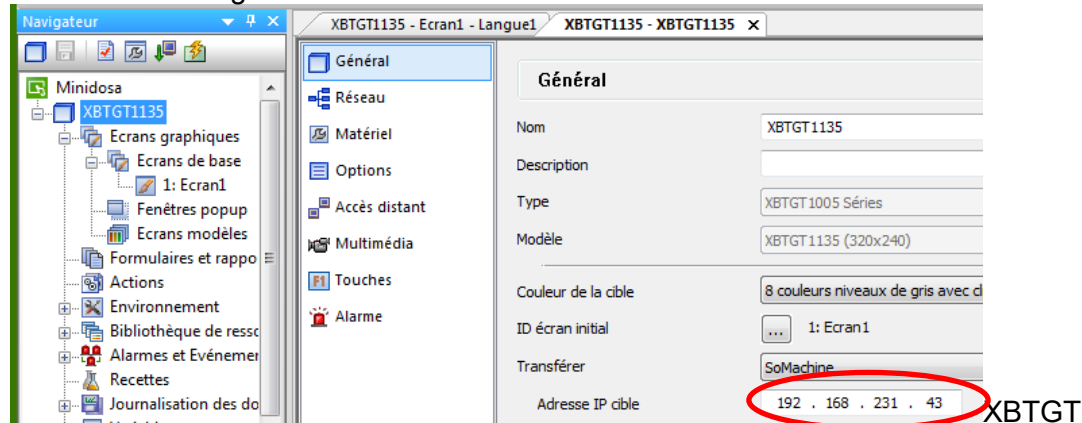 Navigateur
XBTGT1135 - Ecran1 - Langue1
XBTGT1135 - XBTGT1135
Minidosa
XBTGT1135
Ecrans graphiques
Ecrans de base
1: Ecran1
Fenêtres popup
Ecrans modèles
Formulaires et rappo
Actions
Environnement
Bibliothèque de ressc
Alarmes et Evénemer
Recettes
Journalisation des do
Général
Réseau
Matériel
Options
Accès distant
Multimédia
F1 Touches
Alarme
Général
Nom XBTGT1135
Description
Type XBTGT1005 Séries
Modèle XBTGT1135 (320x240)
Couleur de la cible 8 couleurs niveaux de gris avec cl
ID écran initial ... 1: Ecran1
Transférer SoMachine
Adresse IP cible 192 . 168 . 231 . 43 XBTGT